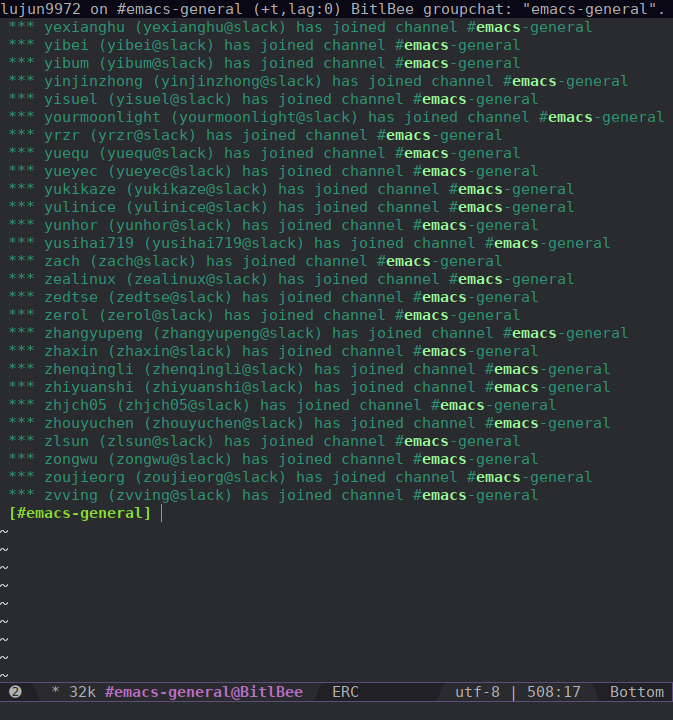 lujun9972 on #emacs-general (+t,lag:0) BitlBee groupchat: "emacs-general".
*** yexianghu (yexianghu@slack) has joined channel #emacs-general
*** yibei (yibei@slack) has joined channel #emacs-general
*** yibum (yibum@slack) has joined channel #emacs-general
*** yinjinzhong (yinjinzhong@slack) has joined channel #emacs-general
*** yisuel (yisuel@slack) has joined channel #emacs-general
*** yourmoonlight (yourmoonlight@slack) has joined channel #emacs-general
*** yrzr (yrzr@slack) has joined channel #emacs-general
*** yuequ (yuequ@slack) has joined channel #emacs-general
*** yueyec (yueyec@slack) has joined channel #emacs-general
*** yukikaze (yukikaze@slack) has joined channel #emacs-general
*** yulinice (yulinice@slack) has joined channel #emacs-general
*** yunhor (yunhor@slack) has joined channel #emacs-general
*** yusihai719 (yusihai719@slack) has joined channel #emacs-general
*** zach (zach@slack) has joined channel #emacs-general
*** zealinux (zealinux@slack) has joined channel #emacs-general
*** zedtse (zedtse@slack) has joined channel #emacs-general
*** zerol (zerol@slack) has joined channel #emacs-general
*** zhangyupeng (zhangyupeng@slack) has joined channel #emacs-general
*** zhaxin (zhaxin@slack) has joined channel #emacs-general
*** zhenqingli (zhenqingli@slack) has joined channel #emacs-general
*** zhiyuanshi (zhiyuanshi@slack) has joined channel #emacs-general
*** zhjch05 (zhjch05@slack) has joined channel #emacs-general
*** zhouyuchen (zhouyuchen@slack) has joined channel #emacs-general
*** zlsun (zlsun@slack) has joined channel #emacs-general
*** zongwu (zongwu@slack) has joined channel #emacs-general
*** zoujieorg (zoujieorg@slack) has joined channel #emacs-general
*** zvving (zvving@slack) has joined channel #emacs-general
[#emacs-general]
~
~
~
~
~
~
~
~
~
❷ * 32k #emacs-general@BitlBee ERC utf-8 | 508:17 Bottom